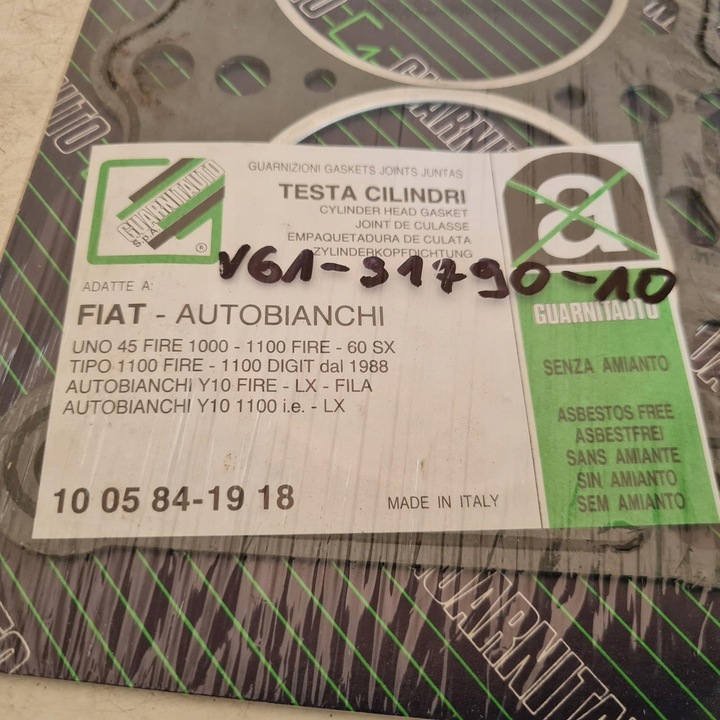 GUARNIZIONI GASKETS JOINTS JUNTAS
GUARNITAUTO
S.P.A.
®
TESTA CILINDRI
CYLINDER HEAD GASKET
JOINT DE CULASSE
EMPAQUETADURA DE CULATA
ZYLINDERKOPFDICHTUNG
V61-31790-10
ADATTE A:
FIAT - AUTOBIANCHI
UNO 45 FIRE 1000 - 1100 FIRE - 60 SX
TIPO 1100 FIRE - 1100 DIGIT dal 1988
AUTOBIANCHI Y10 FIRE - LX - FILA
AUTOBIANCHI Y10 1100 i.e. - LX
10 05 84-19 18
MADE IN ITALY
a
GUARNITAUTO
SENZA AMIANTO
ASBESTOS FREE
ASBESTFREI
SANS AMIANTE
SIN AMIANTO
SEM AMIANTO